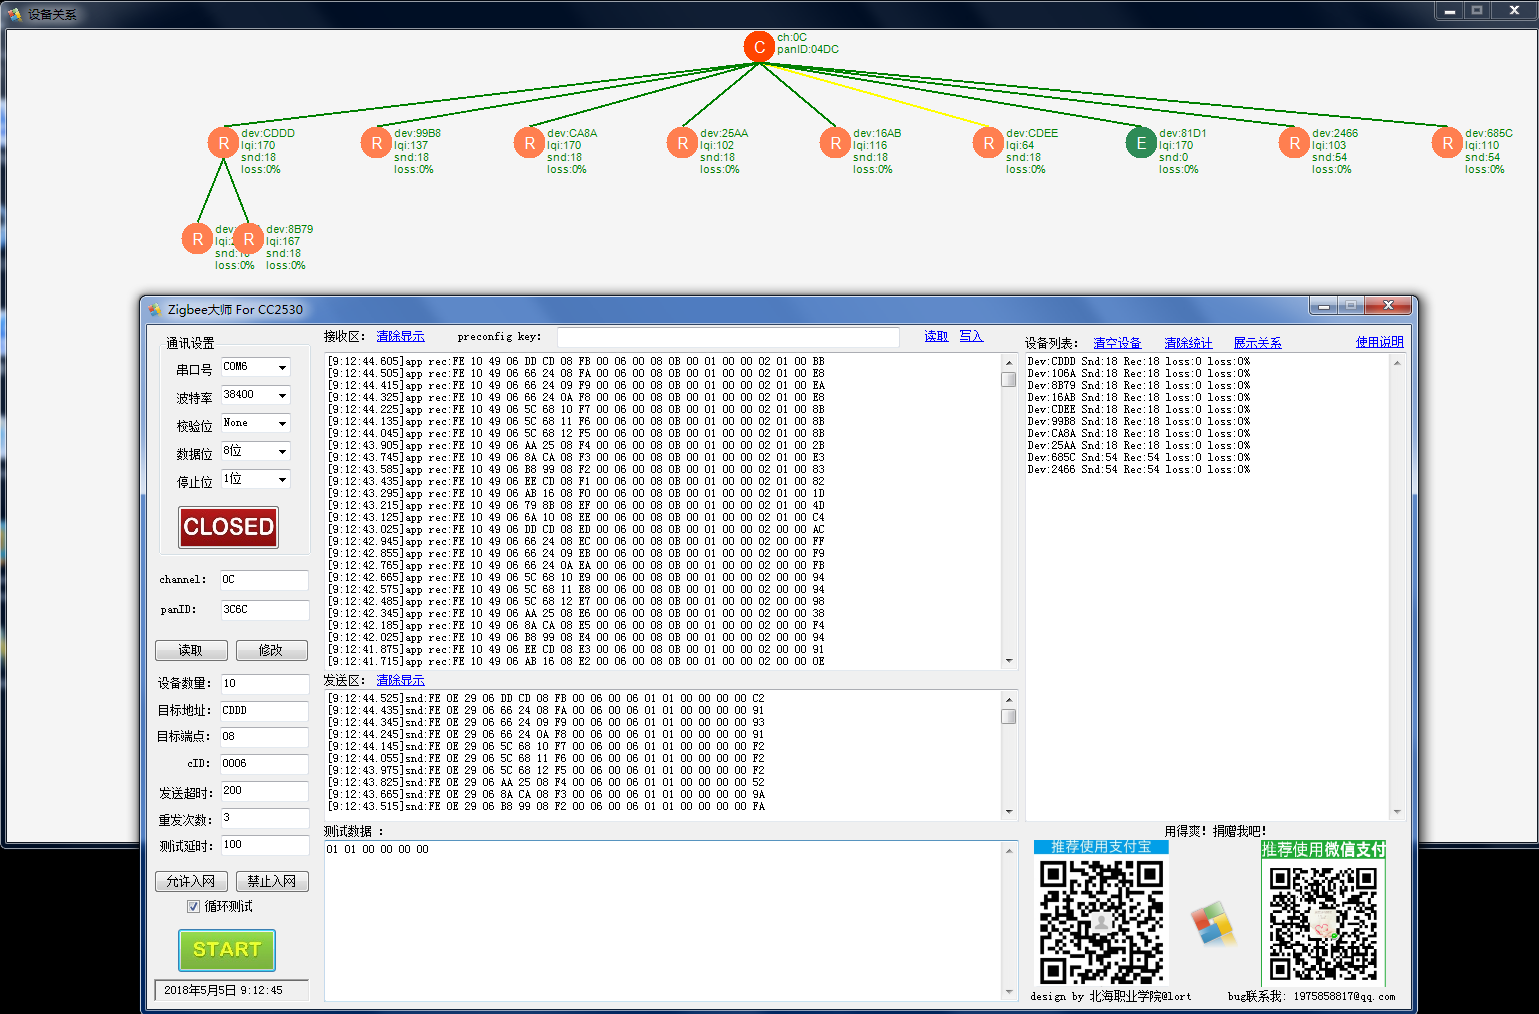 设备关系
C
ch:0C
panID:04DC
R
dev:CDDD
lqi:170
snd:18
loss:0%
R
dev:99B8
lqi:137
snd:18
loss:0%
R
dev:CA8A
lqi:170
snd:18
loss:0%
R
dev:25AA
lqi:102
snd:18
loss:0%
R
dev:16AB
lqi:116
snd:18
loss:0%
R
dev:CDEE
lqi:64
snd:18
loss:0%
E
dev:81D1
lqi:170
snd:0
loss:0%
R
dev:2466
lqi:103
snd:54
loss:0%
R
dev:685C
lqi:110
snd:54
loss:0%
R
loss:0%
R
dev:8B79
lqi:167
snd:18
loss:0%
Zigbee大师 For CC2530
通讯设置
串口号 COM6
波特率 38400
校验位 None
数据位 8位
停止位 1位
CLOSED
channel: 0C
panID: 3C6C
读取 修改
设备数量: 10
目标地址: CDDD
目标端点: 08
cID: 0006
发送超时: 200
重发次数: 3
测试延时: 100
允许入网 禁止入网
循环测试
START
2018年5月5日 9:12:45
接收区: 清除显示 preconfig key: 读取 写入
[9:12:44.605]app rec:FE 10 49 06 DD CD 08 FB 00 06 00 08 0B 00 01 00 00 02 01 00 BB
[9:12:44.505]app rec:FE 10 49 06 66 24 08 FA 00 06 00 08 0B 00 01 00 00 02 01 00 E8
[9:12:44.415]app rec:FE 10 49 06 66 24 09 F9 00 06 00 08 0B 00 01 00 00 02 01 00 EA
[9:12:44.325]app rec:FE 10 49 06 66 24 0A F8 00 06 00 08 0B 00 01 00 00 02 01 00 E8
[9:12:44.225]app rec:FE 10 49 06 5C 68 10 F7 00 06 00 08 0B 00 01 00 00 02 01 00 8B
[9:12:44.135]app rec:FE 10 49 06 5C 68 11 F6 00 06 00 08 0B 00 01 00 00 02 01 00 8B
[9:12:44.045]app rec:FE 10 49 06 5C 68 12 F5 00 06 00 08 0B 00 01 00 00 02 01 00 8B
[9:12:43.905]app rec:FE 10 49 06 AA 25 08 F4 00 06 00 08 0B 00 01 00 00 02 01 00 2B
[9:12:43.745]app rec:FE 10 49 06 8A CA 08 F3 00 06 00 08 0B 00 01 00 00 02 01 00 E3
[9:12:43.585]app rec:FE 10 49 06 B8 99 08 F2 00 06 00 08 0B 00 01 00 00 02 01 00 83
[9:12:43.435]app rec:FE 10 49 06 EE CD 08 F1 00 06 00 08 0B 00 01 00 00 02 01 00 82
[9:12:43.295]app rec:FE 10 49 06 AB 16 08 F0 00 06 00 08 0B 00 01 00 00 02 01 00 1D
[9:12:43.215]app rec:FE 10 49 06 79 8B 08 EF 00 06 00 08 0B 00 01 00 00 02 01 00 4D
[9:12:43.125]app rec:FE 10 49 06 6A 10 08 EE 00 06 00 08 0B 00 01 00 00 02 01 00 C4
[9:12:43.025]app rec:FE 10 49 06 DD CD 08 ED 00 06 00 08 0B 00 01 00 00 02 00 00 AC
[9:12:42.945]app rec:FE 10 49 06 66 24 08 EC 00 06 00 08 0B 00 01 00 00 02 00 00 FF
[9:12:42.855]app rec:FE 10 49 06 66 24 09 EB 00 06 00 08 0B 00 01 00 00 02 00 00 F9
[9:12:42.765]app rec:FE 10 49 06 66 24 0A EA 00 06 00 08 0B 00 01 00 00 02 00 00 FB
[9:12:42.665]app rec:FE 10 49 06 5C 68 10 E9 00 06 00 08 0B 00 01 00 00 02 00 00 94
[9:12:42.575]app rec:FE 10 49 06 5C 68 11 E8 00 06 00 08 0B 00 01 00 00 02 00 00 94
[9:12:42.485]app rec:FE 10 49 06 5C 68 12 E7 00 06 00 08 0B 00 01 00 00 02 00 00 98
[9:12:42.345]app rec:FE 10 49 06 AA 25 08 E6 00 06 00 08 0B 00 01 00 00 02 00 00 38
[9:12:42.185]app rec:FE 10 49 06 8A CA 08 E5 00 06 00 08 0B 00 01 00 00 02 00 00 F4
[9:12:42.025]app rec:FE 10 49 06 B8 99 08 E4 00 06 00 08 0B 00 01 00 00 02 00 00 94
[9:12:41.875]app rec:FE 10 49 06 EE CD 08 E3 00 06 00 08 0B 00 01 00 00 02 00 00 91
[9:12:41.715]app rec:FE 10 49 06 AB 16 08 E2 00 06 00 08 0B 00 01 00 00 02 00 00 0E
发送区: 清除显示
[9:12:44.525]snd:FE 0E 29 06 DD CD 08 FB 00 06 00 06 01 01 00 00 00 00 C2
[9:12:44.435]snd:FE 0E 29 06 66 24 08 FA 00 06 00 06 01 01 00 00 00 00 91
[9:12:44.345]snd:FE 0E 29 06 66 24 09 F9 00 06 00 06 01 01 00 00 00 00 93
[9:12:44.245]snd:FE 0E 29 06 66 24 0A F8 00 06 00 06 01 01 00 00 00 00 91
[9:12:44.145]snd:FE 0E 29 06 5C 68 10 F7 00 06 00 06 01 01 00 00 00 00 F2
[9:12:44.055]snd:FE 0E 29 06 5C 68 11 F6 00 06 00 06 01 01 00 00 00 00 F2
[9:12:43.975]snd:FE 0E 29 06 5C 68 12 F5 00 06 00 06 01 01 00 00 00 00 F2
[9:12:43.825]snd:FE 0E 29 06 AA 25 08 F4 00 06 00 06 01 01 00 00 00 00 52
[9:12:43.665]snd:FE 0E 29 06 8A CA 08 F3 00 06 00 06 01 01 00 00 00 00 9A
[9:12:43.515]snd:FE 0E 29 06 B8 99 08 F2 00 06 00 06 01 01 00 00 00 00 FA
测试数据 :
01 01 00 00 00 00
设备列表: 清空设备 清除统计 展示关系 使用说明
Dev:CDDD Snd:18 Rec:18 loss:0 loss:0%
Dev:106A Snd:18 Rec:18 loss:0 loss:0%
Dev:8B79 Snd:18 Rec:18 loss:0 loss:0%
Dev:16AB Snd:18 Rec:18 loss:0 loss:0%
Dev:CDEE Snd:18 Rec:18 loss:0 loss:0%
Dev:99B8 Snd:18 Rec:18 loss:0 loss:0%
Dev:CA8A Snd:18 Rec:18 loss:0 loss:0%
Dev:25AA Snd:18 Rec:18 loss:0 loss:0%
Dev:685C Snd:54 Rec:54 loss:0 loss:0%
Dev:2466 Snd:54 Rec:54 loss:0 loss:0%
用得爽! 捐赠我吧!
推荐使用支付宝
推荐使用微信支付
design by 北海职业学院@lort
bug联系我: 1975858817@qq.com